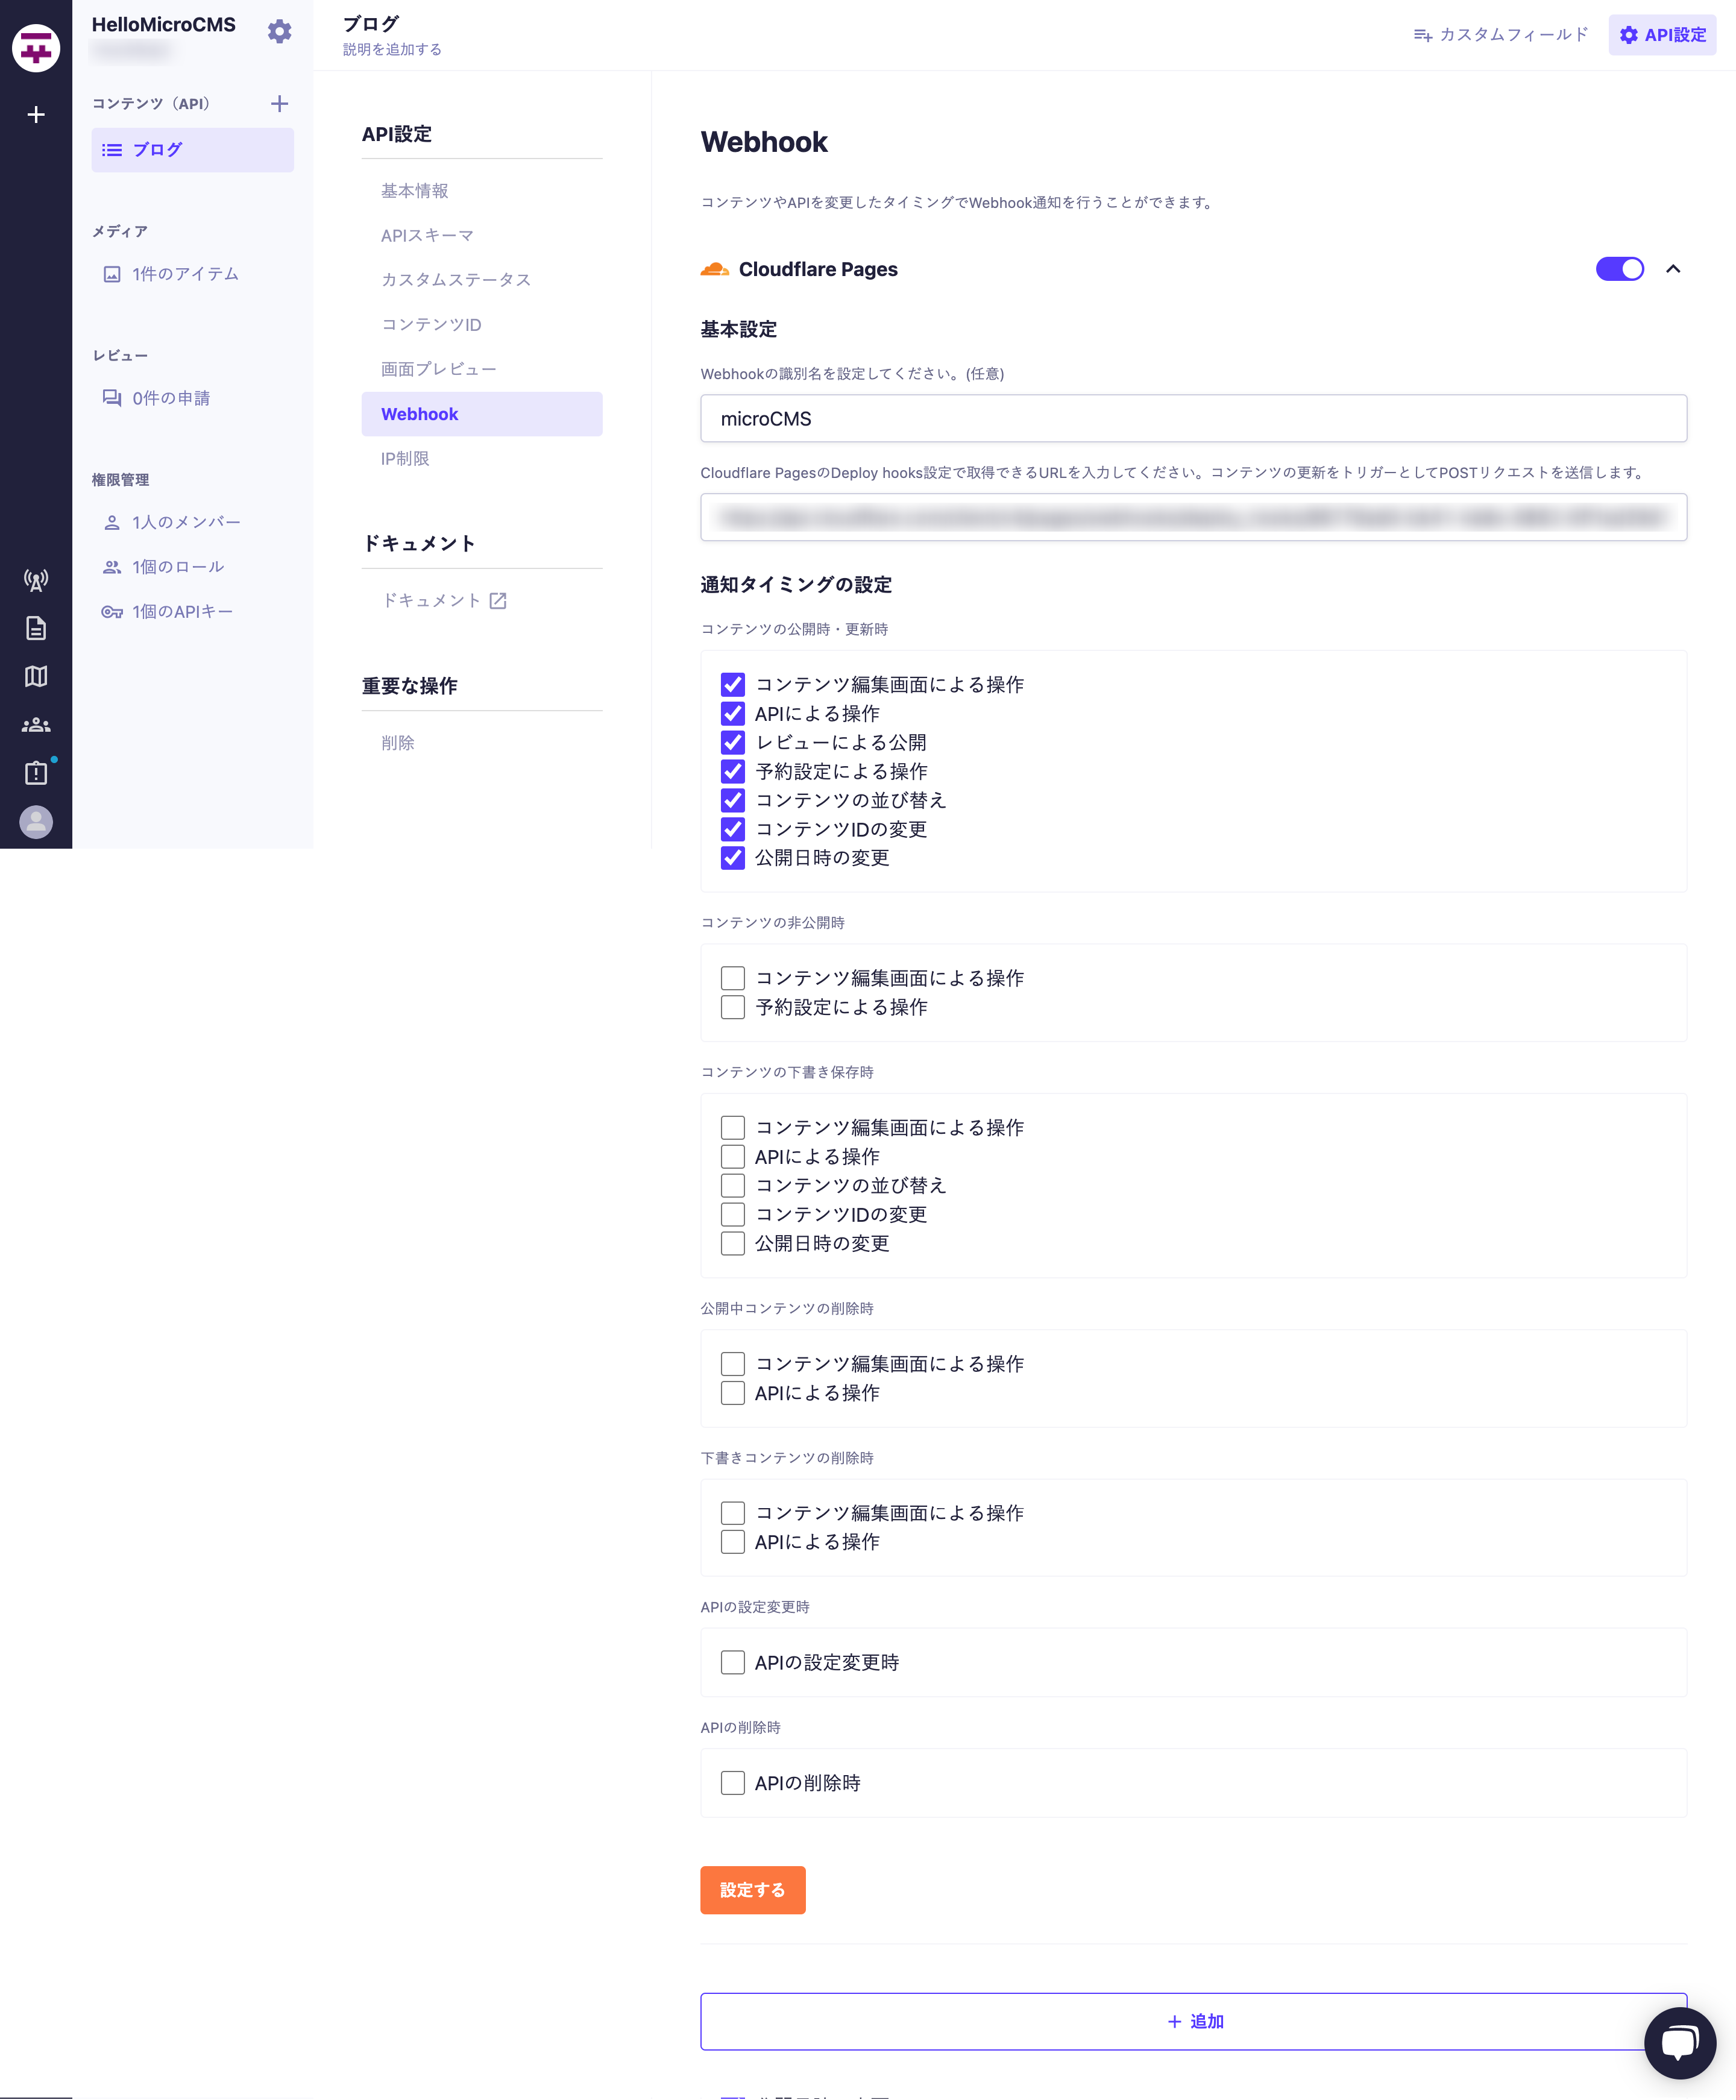 HelloMicroCMS
コンテンツ（API）
ブログ
メディア
1件のアイテム
レビュー
0件の申請
権限管理
1人のメンバー
1個のロール
1個のAPIキー
ブログ
説明を追加する
カスタムフィールド
API設定
API設定
基本情報
APIスキーマ
カスタムステータス
コンテンツID
画面プレビュー
Webhook
IP制限
ドキュメント
ドキュメント
重要な操作
削除
Webhook
コンテンツやAPIを変更したタイミングでWebhook通知を行うことができます。
Cloudflare Pages
基本設定
Webhookの識別名を設定してください。(任意)
microCMS
Cloudflare PagesのDeploy hooks設定で取得できるURLを入力してください。コンテンツの更新をトリガーとしてPOSTリクエストを送信します。
通知タイミングの設定
コンテンツの公開時・更新時
コンテンツ編集画面による操作
APIによる操作
レビューによる公開
予約設定による操作
コンテンツの並び替え
コンテンツIDの変更
公開日時の変更
コンテンツの非公開時
コンテンツ編集画面による操作
予約設定による操作
コンテンツの下書き保存時
コンテンツ編集画面による操作
APIによる操作
コンテンツの並び替え
コンテンツIDの変更
公開日時の変更
公開中コンテンツの削除時
コンテンツ編集画面による操作
APIによる操作
下書きコンテンツの削除時
コンテンツ編集画面による操作
APIによる操作
APIの設定変更時
APIの設定変更時
APIの削除時
APIの削除時
設定する
＋ 追加